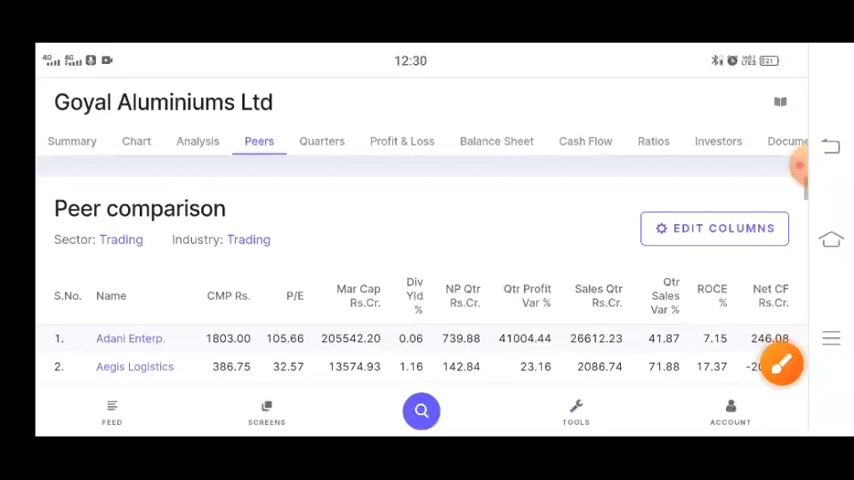 12:30
21
Goyal Aluminiums Ltd
Summary Chart Analysis Peers Quarters Profit & Loss Balance Sheet Cash Flow Ratios Investors Docume
Peer comparison
Sector: Trading Industry: Trading
EDIT COLUMNS
S.No. Name CMP Rs. P/E Mar Cap Rs.Cr. Div Yld % NP Qtr Rs.Cr. Qtr Profit Var % Sales Qtr Rs.Cr. Qtr Sales Var % ROCE % Net CF Rs.Cr.
1. Adani Enterp. 1803.00 105.66 205542.20 0.06 739.88 41004.44 26612.23 41.87 7.15 246.08
2. Aegis Logistics 386.75 32.57 13574.93 1.16 142.84 23.16 2086.74 71.88 17.37
FEED SCREENS TOOLS ACCOUNT